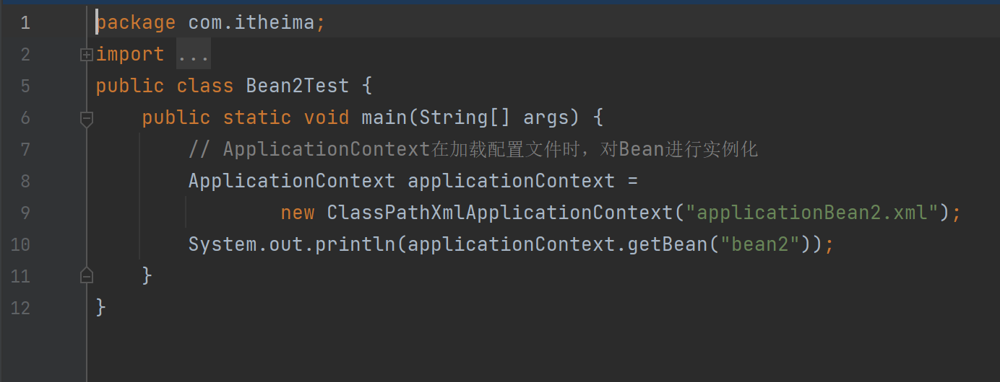 1 package com.itheima;
2 import ...
5 public class Bean2Test {
6     public static void main(String[] args) {
7         // ApplicationContext在加载配置文件时，对Bean进行实例化
8         ApplicationContext applicationContext =
9                 new ClassPathXmlApplicationContext("applicationBean2.xml");
10         System.out.println(applicationContext.getBean("bean2"));
11     }
12 }